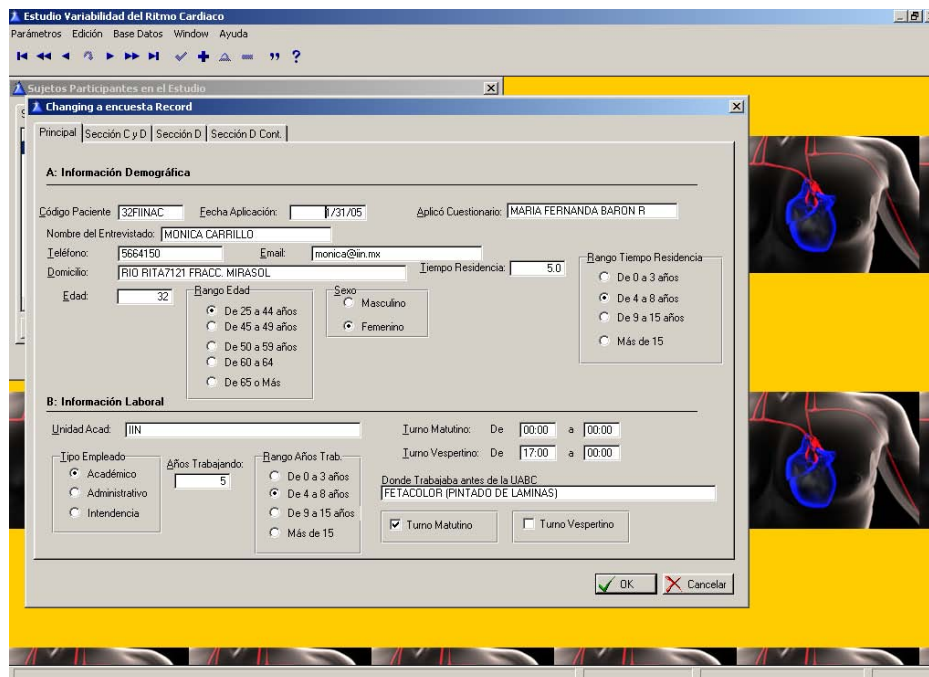 Estudio Variabilidad del Ritmo Cardiaco
Parámetros Edición Base Datos Window Ayuda
Sujetos Participantes en el Estudio
Changing a encuesta Record
Principal Sección C y D Sección D Sección D Cont.
A: Información Demográfica
Código Paciente 32FIINAC Fecha Aplicación: 1/31/05 Aplicó Cuestionario: MARIA FERNANDA BARON R
Nombre del Entrevistado: MONICA CARRILLO
Teléfono: 5664150 Email: monica@iin.mx
Domicilio: RIO RITA7121 FRACC. MIRASOL Tiempo Residencia: 5.0
Rango Tiempo Residencia
De 0 a 3 años
De 4 a 8 años
De 9 a 15 años
Más de 15
Edad: 32
Rango Edad
De 25 a 44 años
De 45 a 49 años
De 50 a 59 años
De 60 a 64
De 65 o Más
Sexo
Masculino
Femenino
B: Información Laboral
Unidad Acad: IIN
Turno Matutino: De 00:00 a 00:00
Turno Vespertino: De 17:00 a 00:00
Tipo Empleado
Académico
Administrativo
Intendencia
Años Trabajando: 5
Rango Años Trab.
De 0 a 3 años
De 4 a 8 años
De 9 a 15 años
Más de 15
Donde Trabajaba antes de la UABC
FETACOLOR (PINTADO DE LAMINAS)
Turno Matutino Turno Vespertino
OK Cancelar